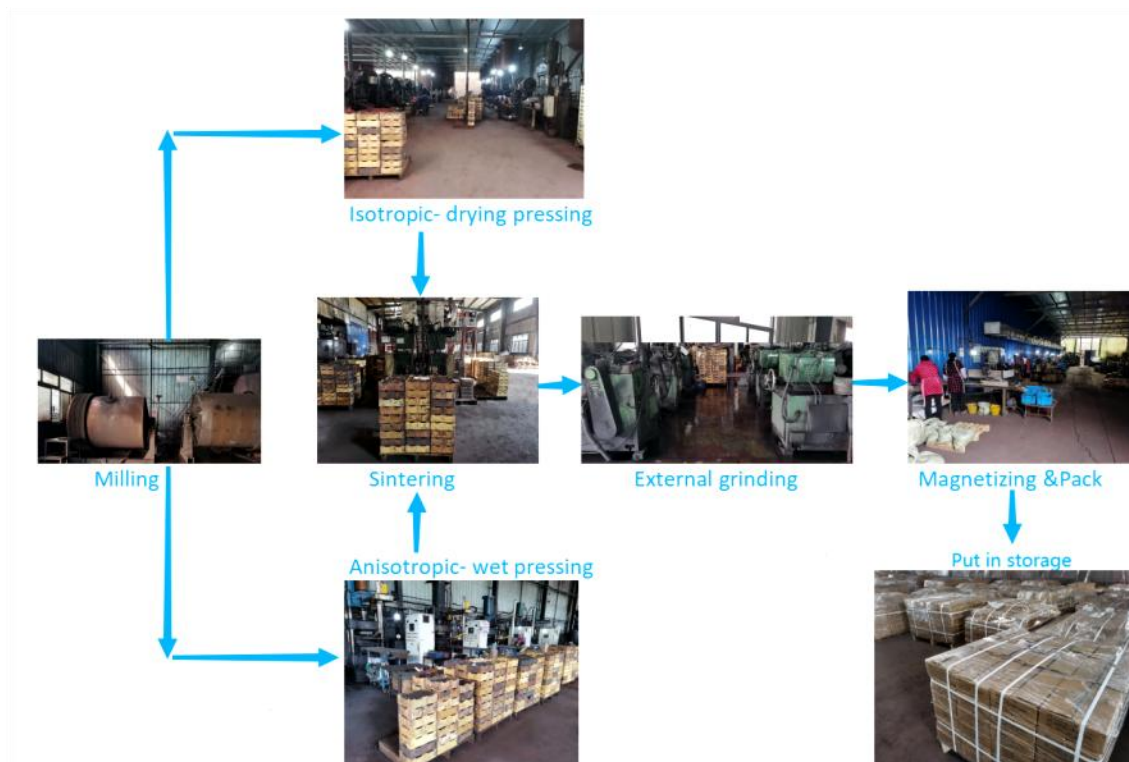 Isotropic- drying pressing
Milling
Sintering
External grinding
Magnetizing &Pack
Anisotropic- wet pressing
Put in storage